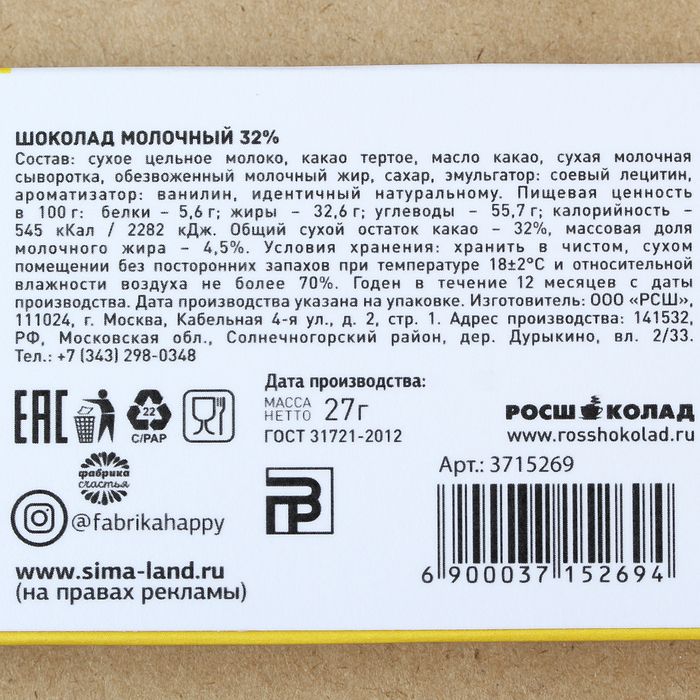 ШОКОЛАД МОЛОЧНЫЙ 32%
Состав: сухое цельное молоко, какао тертое, масло какао, сухая молочная
сыворотка, обезвоженный молочный жир, сахар, эмульгатор: соевый лецитин,
ароматизатор: ванилин, идентичный натуральному. Пищевая ценность
в 100 г: белки – 5,6 г; жиры – 32,6 г; углеводы – 55,7 г; калорийность –
545 кКал / 2282 кДж. Общий сухой остаток какао – 32%, массовая доля
молочного жира – 4,5%. Условия хранения: хранить в чистом, сухом
помещении без посторонних запахов при температуре 18±2°С и относительной
влажности воздуха не более 70%. Годен в течение 12 месяцев с даты
производства. Дата производства указана на упаковке. Изготовитель: ООО «РСШ»,
111024, г. Москва, Кабельная 4-я ул., д. 2, стр. 1. Адрес производства: 141532,
РФ, Московская обл., Солнечногорский район, дер. Дурыкино, вл. 2/33.
Тел.: +7 (343) 298-0348
Дата производства:
EAC
22
C/PAP
МАССА
НЕТТО 27г
ГОСТ 31721-2012
РОСШОКОЛАД
www.rosshokolad.ru
фабрика
счастья
@fabrikahappy
www.sima-land.ru
(на правах рекламы)
Арт.: 3715269
6 900037 152694